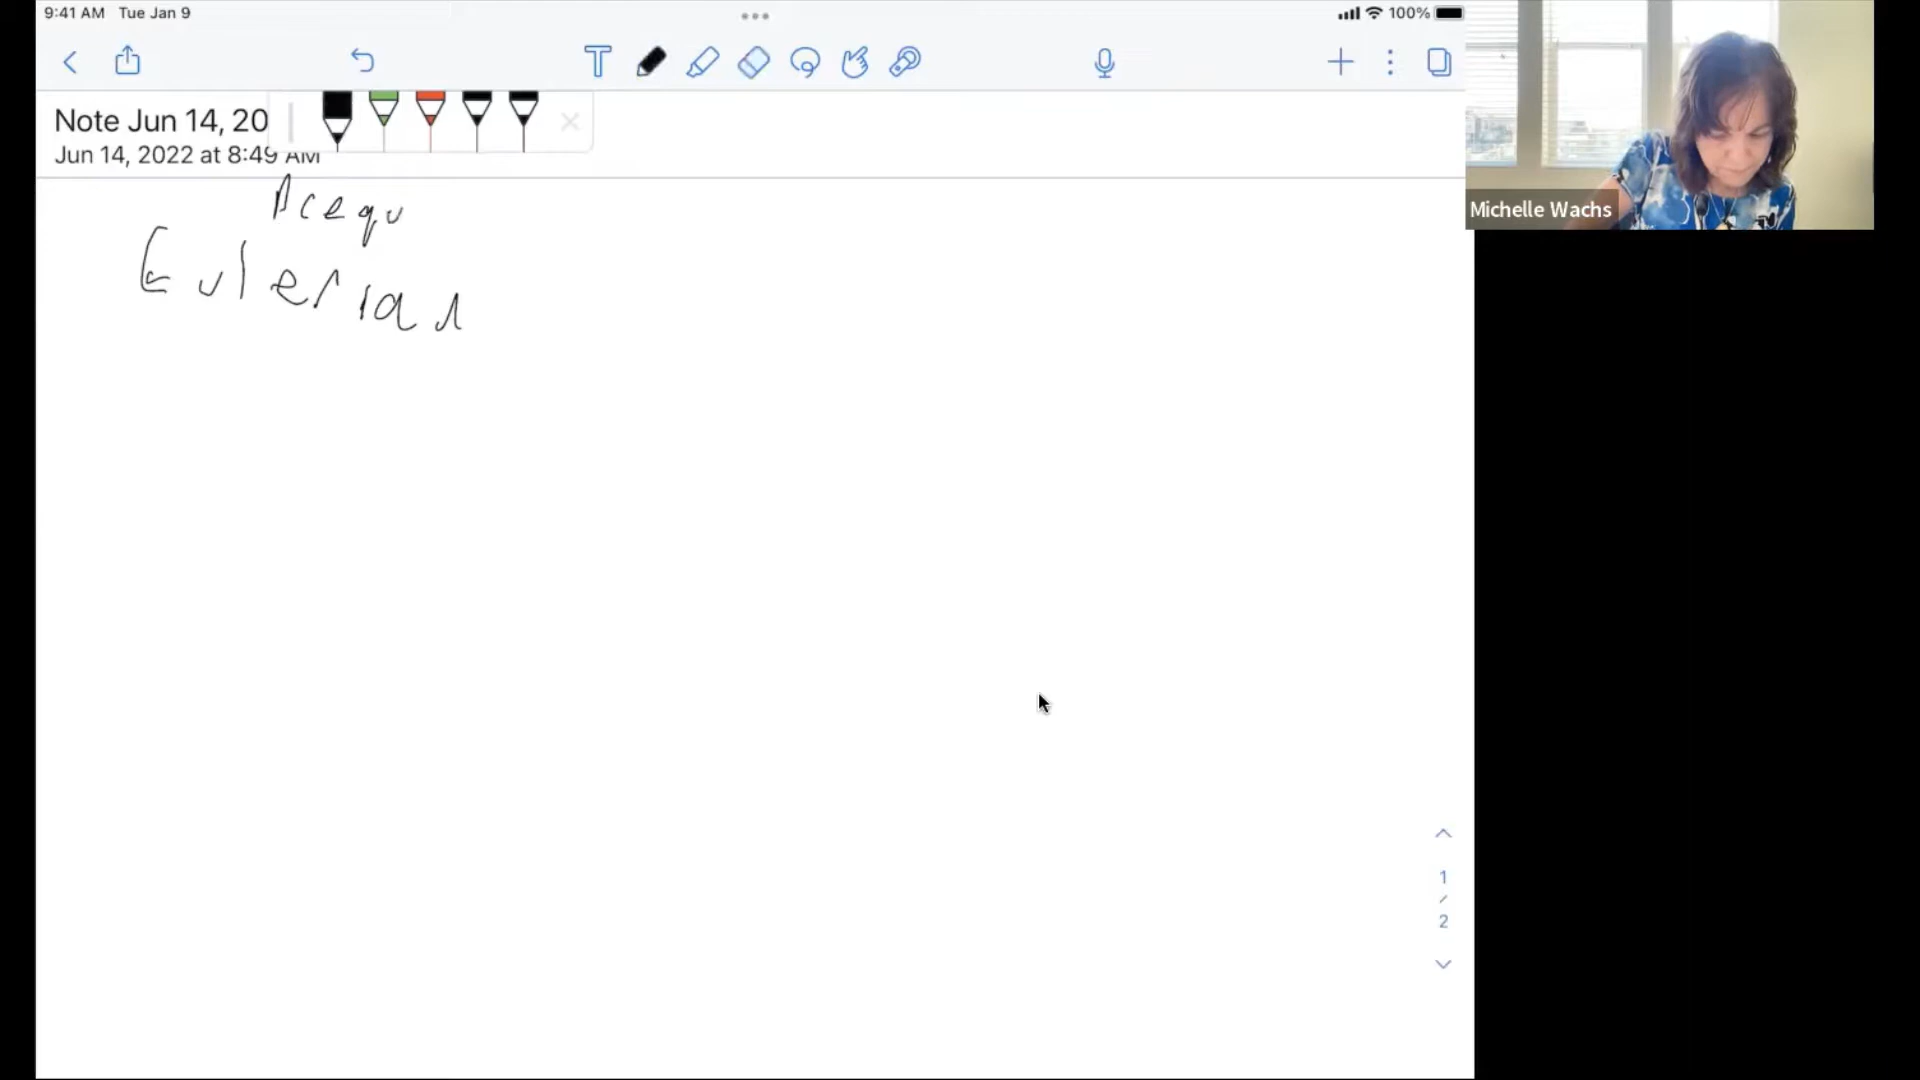 9:41 AM Tue Jan 9
100%
Note Jun 14, 20
Jun 14, 2022 at 8:49 AM
Michelle Wachs
Eulerian
1
2